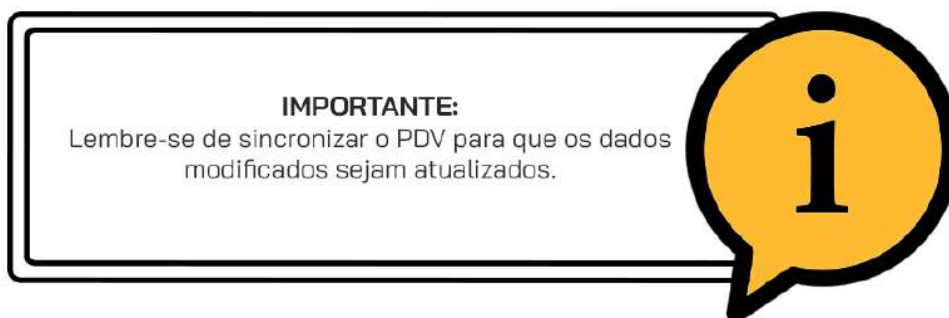 IMPORTANTE:
Lembre-se de sincronizar o PDV para que os dados
modificados sejam atualizados.
i